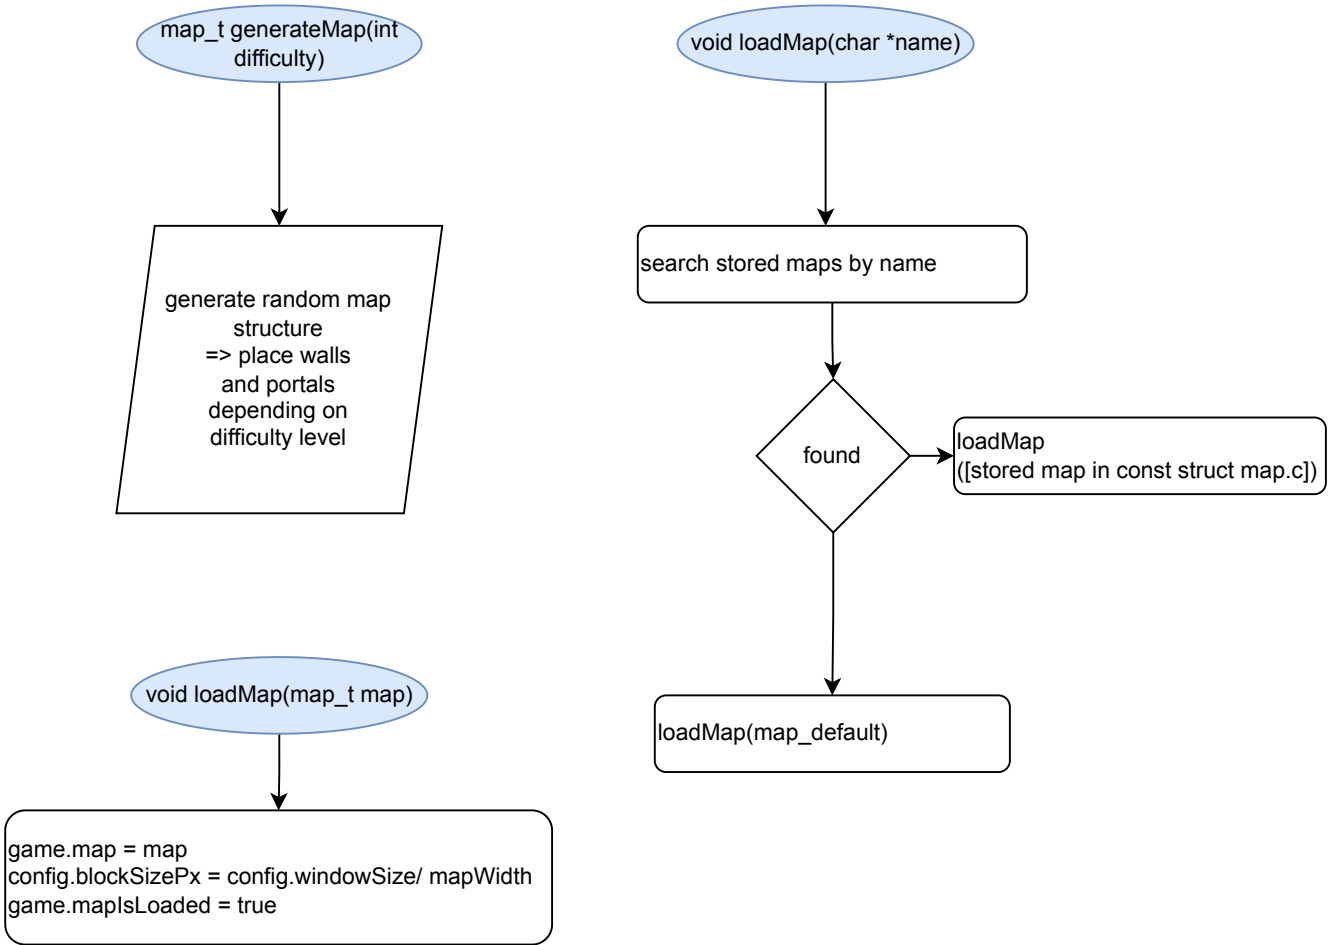 map_t generateMap(int
difficulty)
void loadMap(char *name)
generate random map
structure
=> place walls
and portals
depending on
difficulty level
search stored maps by name
found
loadMap
([stored map in const struct map.c])
loadMap(map_default)
void loadMap(map_t map)
game.map = map
config.blockSizePx = config.windowSize/ mapWidth
game.mapIsLoaded = true